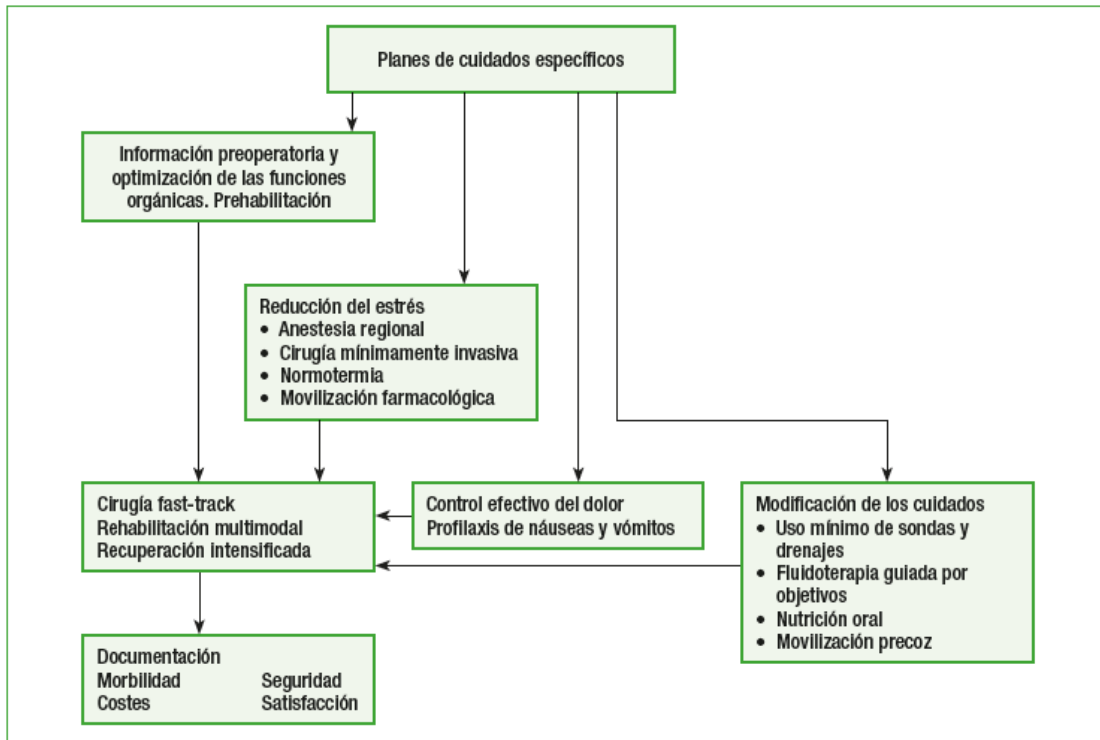 Planes de cuidados específicos
Información preoperatoria y
optimización de las funciones
orgánicas. Prehabilitación
Reducción del estrés
• Anestesia regional
• Cirugía mínimamente invasiva
• Normotermia
• Movilización farmacológica
Cirugía fast-track
Rehabilitación multimodal
Recuperación intensificada
Control efectivo del dolor
Profilaxis de náuseas y vómitos
Modificación de los cuidados
• Uso mínimo de sondas y
drenajes
• Fluidoterapia guiada por
objetivos
• Nutrición oral
• Movilización precoz
Documentación
Morbilidad Seguridad
Costes Satisfacción